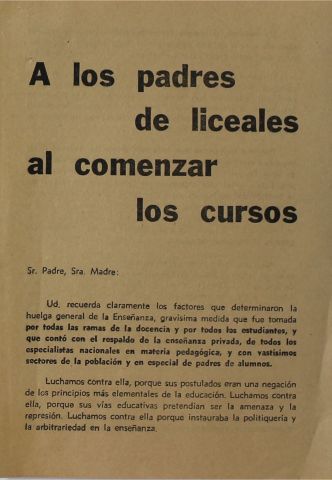 A los padres
de liceales
al comenzar
los cursos
Sr. Padre, Sra. Madre:
Ud. recuerda claramente los factores que determinaron la
huelga general de la Enseñanza, gravísima medida que fue tomada
por todas las ramas de la docencia y por todos los estudiantes, y
que contó con el respaldo de la enseñanza privada, de todos los
especialistas nacionales en materia pedagógica, y con vastísimos
sectores de la población y en especial de padres de alumnos.
Luchamos contra ella, porque sus postulados eran una negación
de los principios más elementales de la educación. Luchamos contra
ella, porque sus vías educativas pretendían ser la amenaza y la
represión. Luchamos contra ella porque instauraba la politiquería y
la arbitrariedad en la enseñanza.